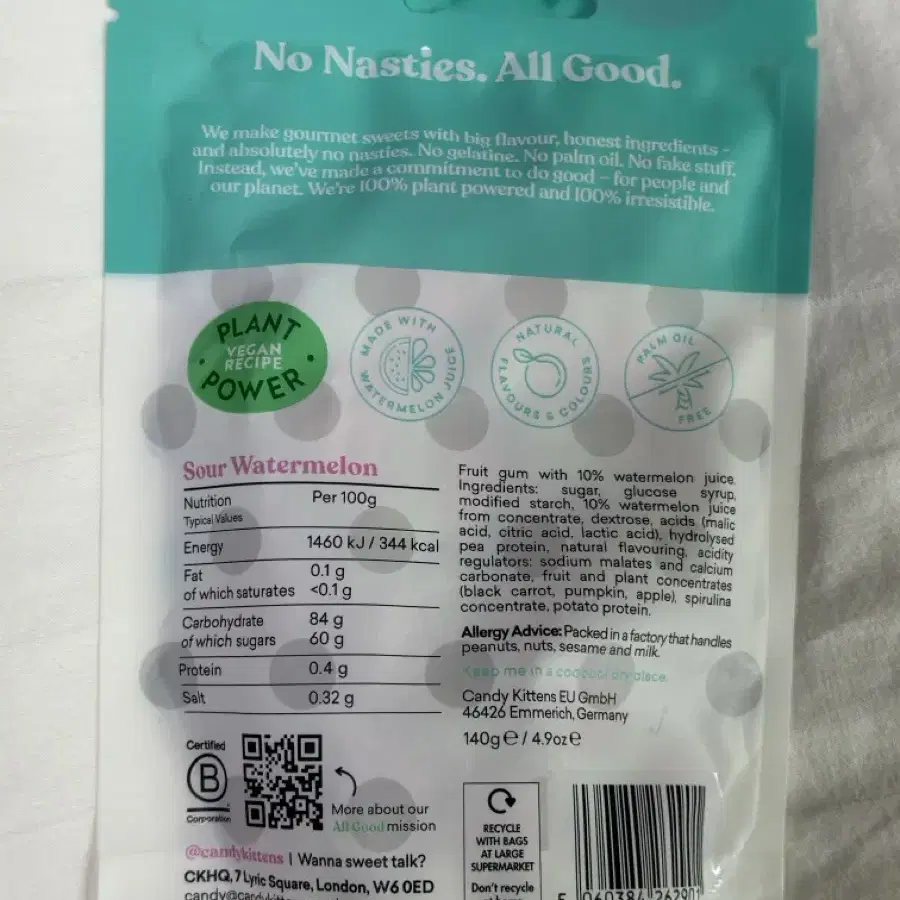 No Nasties. All Good.
We make gourmet sweets with big flavour, honest ingredients -
and absolutely no nasties. No gelatine. No palm oil. No fake stuff.
Instead, we've made a commitment to do good - for people and
our planet. We're 100% plant powered and 100% irresistible.
PLANT
VEGAN
RECIPE
POWER
MADE WITH
WATERMELON JUICE
NATURAL
FLAVOURS & COLOURS
PALM OIL
FREE
Sour Watermelon
Nutrition Per 100g
Typical Values
Energy 1460 kJ / 344 kcal
Fat 0.1 g
of which saturates <0.1 g
Carbohydrate 84 g
of which sugars 60 g
Protein 0.4 g
Salt 0.32 g
Fruit gum with 10% watermelon juice.
Ingredients: sugar, glucose syrup,
modified starch, 10% watermelon juice
from concentrate, dextrose, acids (malic
acid, citric acid, lactic acid), hydrolysed
pea protein, natural flavouring, acidity
regulators: sodium malates and calcium
carbonate, fruit and plant concentrates
(black carrot, pumpkin, apple), spirulina
concentrate, potato protein.
Allergy Advice: Packed in a factory that handles
peanuts, nuts, sesame and milk.
Keep me in a cooool dry place.
Candy Kittens EU GmbH
46426 Emmerich, Germany
140g e / 4.9oz e
Certified
B
Corporation
More about our
All Good mission
@candykittens | Wanna sweet talk?
CKHQ, 7 Lyric Square, London, W6 0ED
RECYCLE
WITH BAGS
AT LARGE
SUPERMARKET
Don't recycle
5 060384 262901